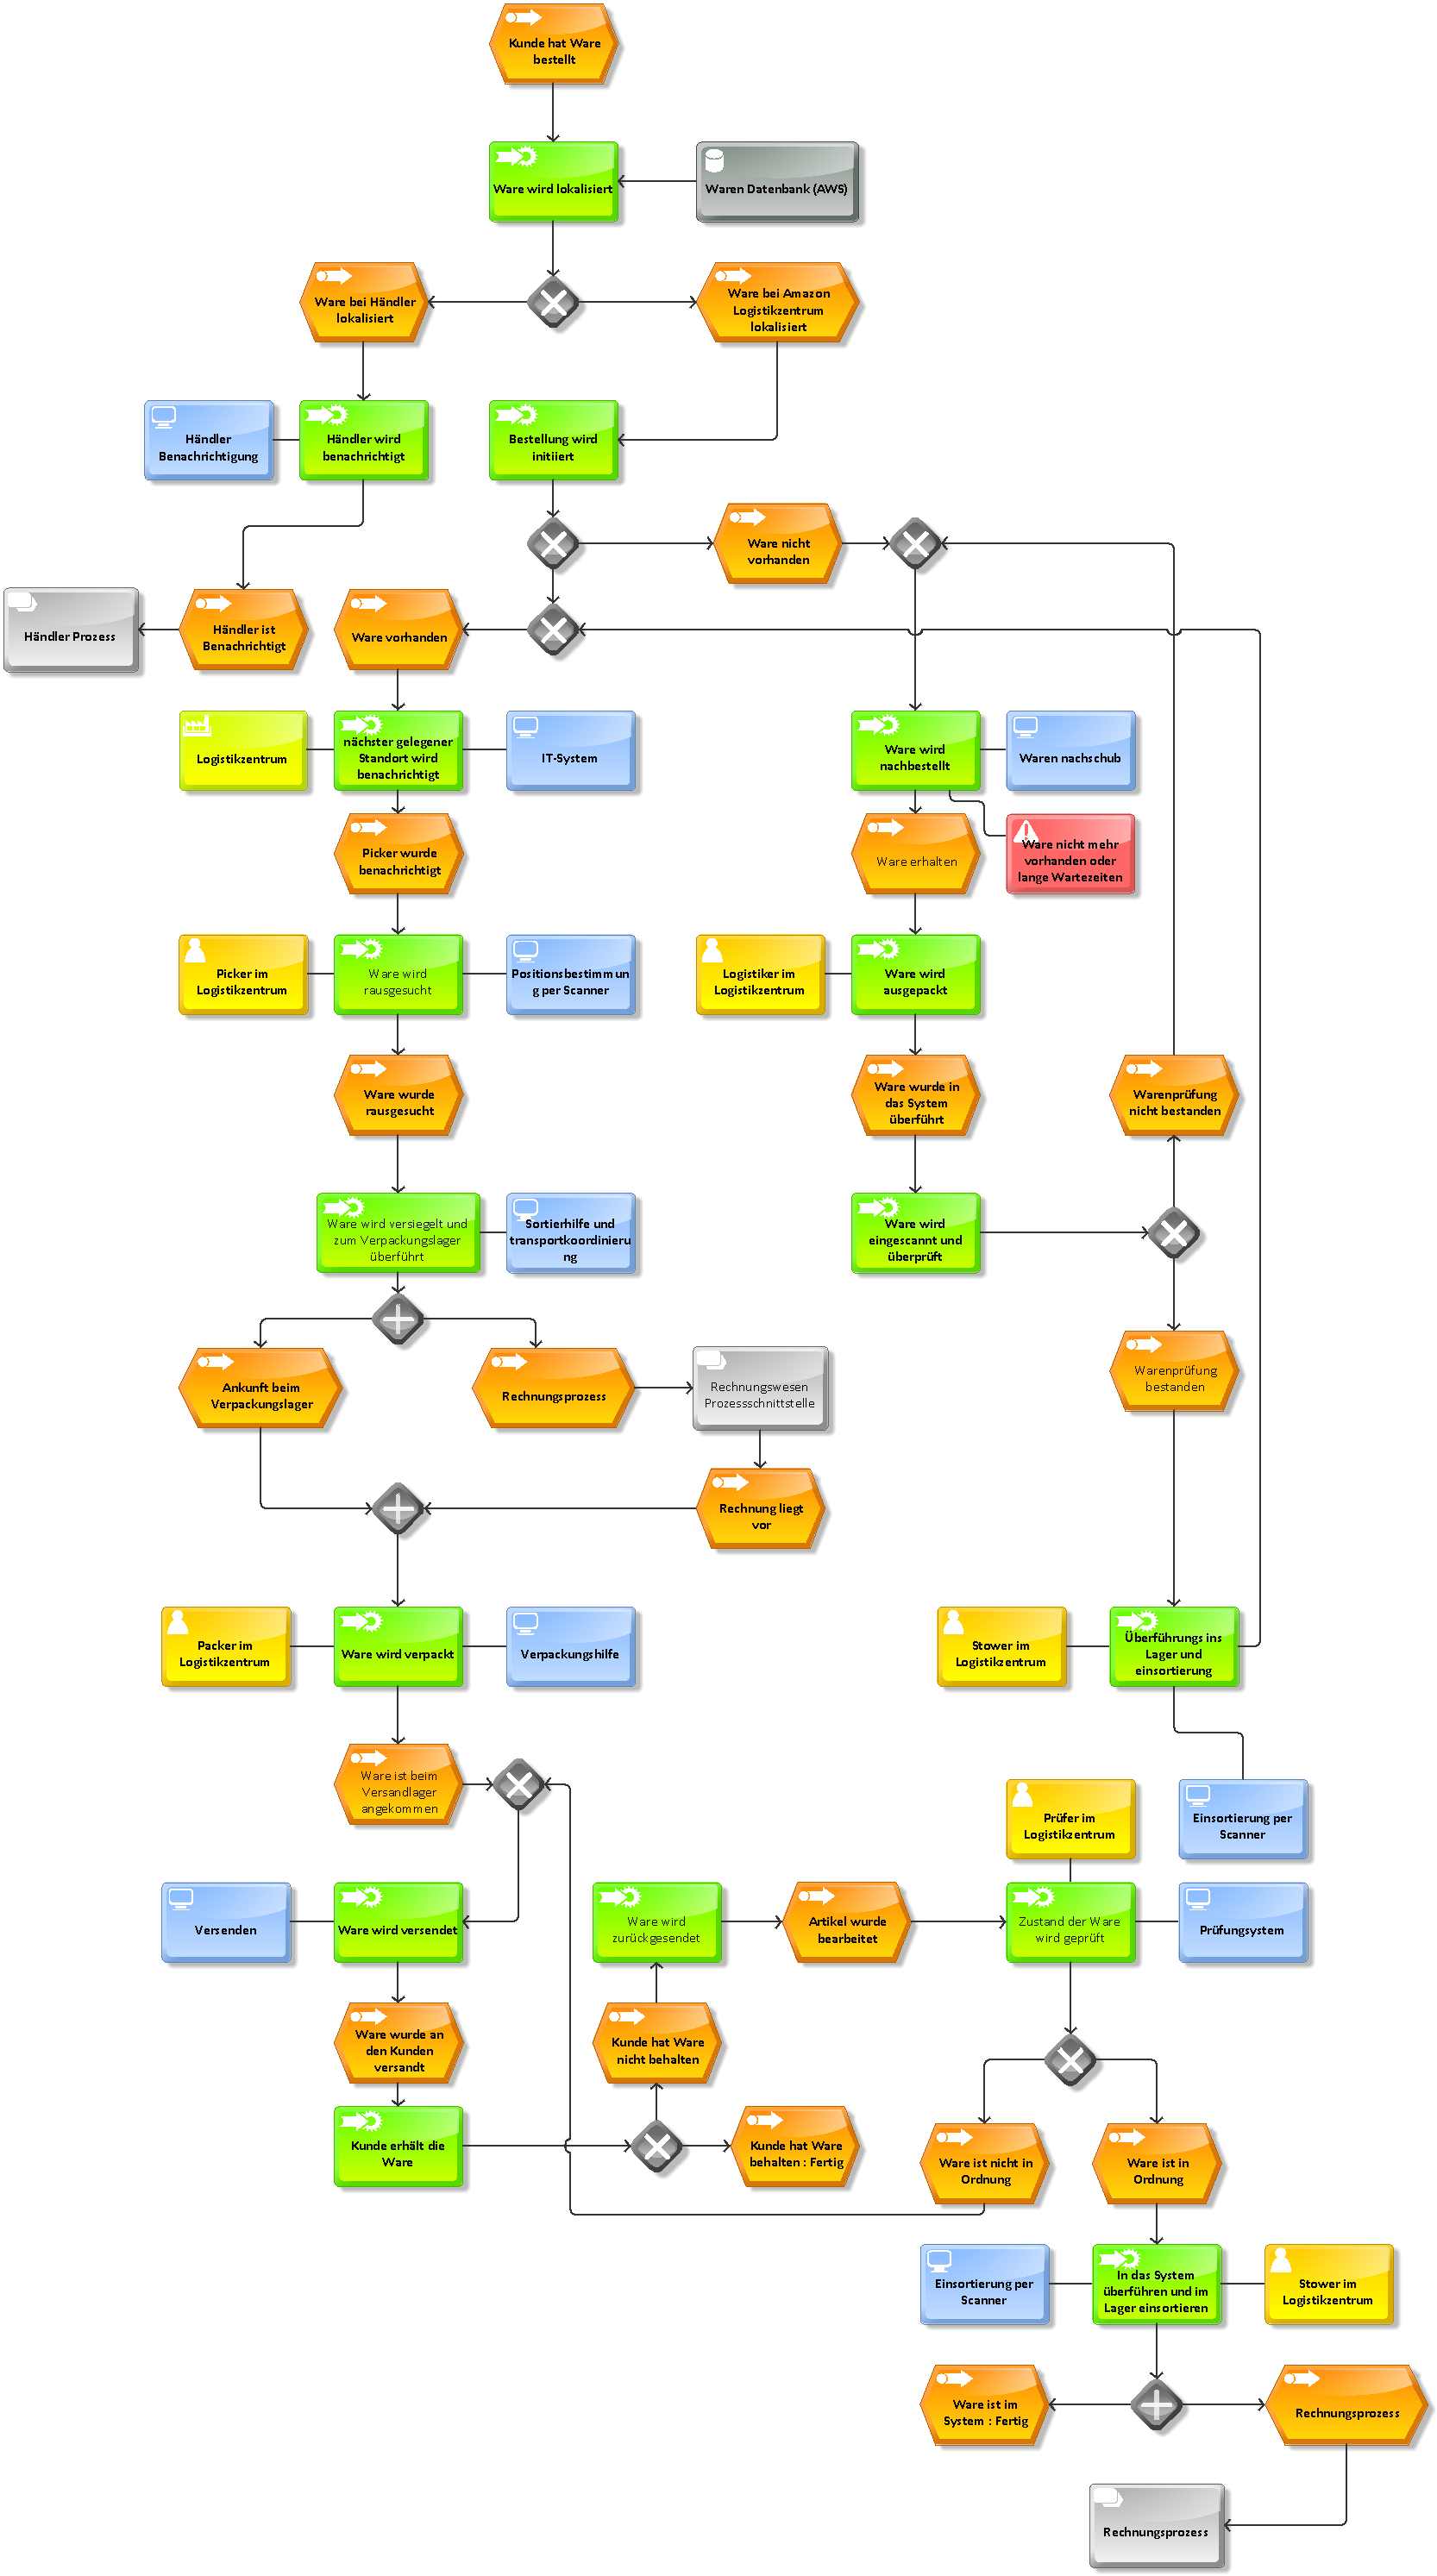 Kunde hat Ware
bestellt
Ware wird lokalisiert
Waren Datenbank (AWS)
Ware bei Händler
lokalisiert
Ware bei Amazon
Logistikzentrum
lokalisiert
Händler
Benachrichtigung
Händler wird
benachrichtigt
Bestellung wird
initiiert
Ware nicht
vorhanden
Händler Prozess
Händler ist
Benachrichtigt
Ware vorhanden
Logistikzentrum
nächster gelegener
Standort wird
benachrichtigt
IT-System
Ware wird
nachbestellt
Waren nachschub
Picker wurde
benachrichtigt
Ware erhalten
Ware nicht mehr
vorhanden oder
lange Wartezeiten
Picker im
Logistikzentrum
Ware wird
rausgesucht
Positionsbestimmun
g per Scanner
Logistiker im
Logistikzentrum
Ware wird
ausgepackt
Ware wurde
rausgesucht
Ware wurde in
das System
überführt
Warenprüfung
nicht bestanden
Ware wird versiegelt und
zum Verpackungslager
überführt
Sortierhilfe und
transportkoordinieru
ng
Ware wird
eingescannt und
überprüft
Ankunft beim
Verpackungslager
Rechnungsprozess
Rechnungswesen
Prozessschnittstelle
Warenprüfung
bestanden
Rechnung liegt
vor
Packer im
Logistikzentrum
Ware wird verpackt
Verpackungshilfe
Stower im
Logistikzentrum
Überführungs ins
Lager und
einsortierung
Ware ist beim
Versandlager
angekommen
Prüfer im
Logistikzentrum
Einsortierung per
Scanner
Versenden
Ware wird versendet
Ware wird
zurückgesendet
Artikel wurde
bearbeitet
Zustand der Ware
wird geprüft
Prüfungsystem
Ware wurde an
den Kunden
versandt
Kunde hat Ware
nicht behalten
Kunde erhält die
Ware
Kunde hat Ware
behalten : Fertig
Ware ist nicht in
Ordnung
Ware ist in
Ordnung
Einsortierung per
Scanner
In das System
überführen und im
Lager einsortieren
Stower im
Logistikzentrum
Ware ist im
System : Fertig
Rechnungsprozess
Rechnungsprozess